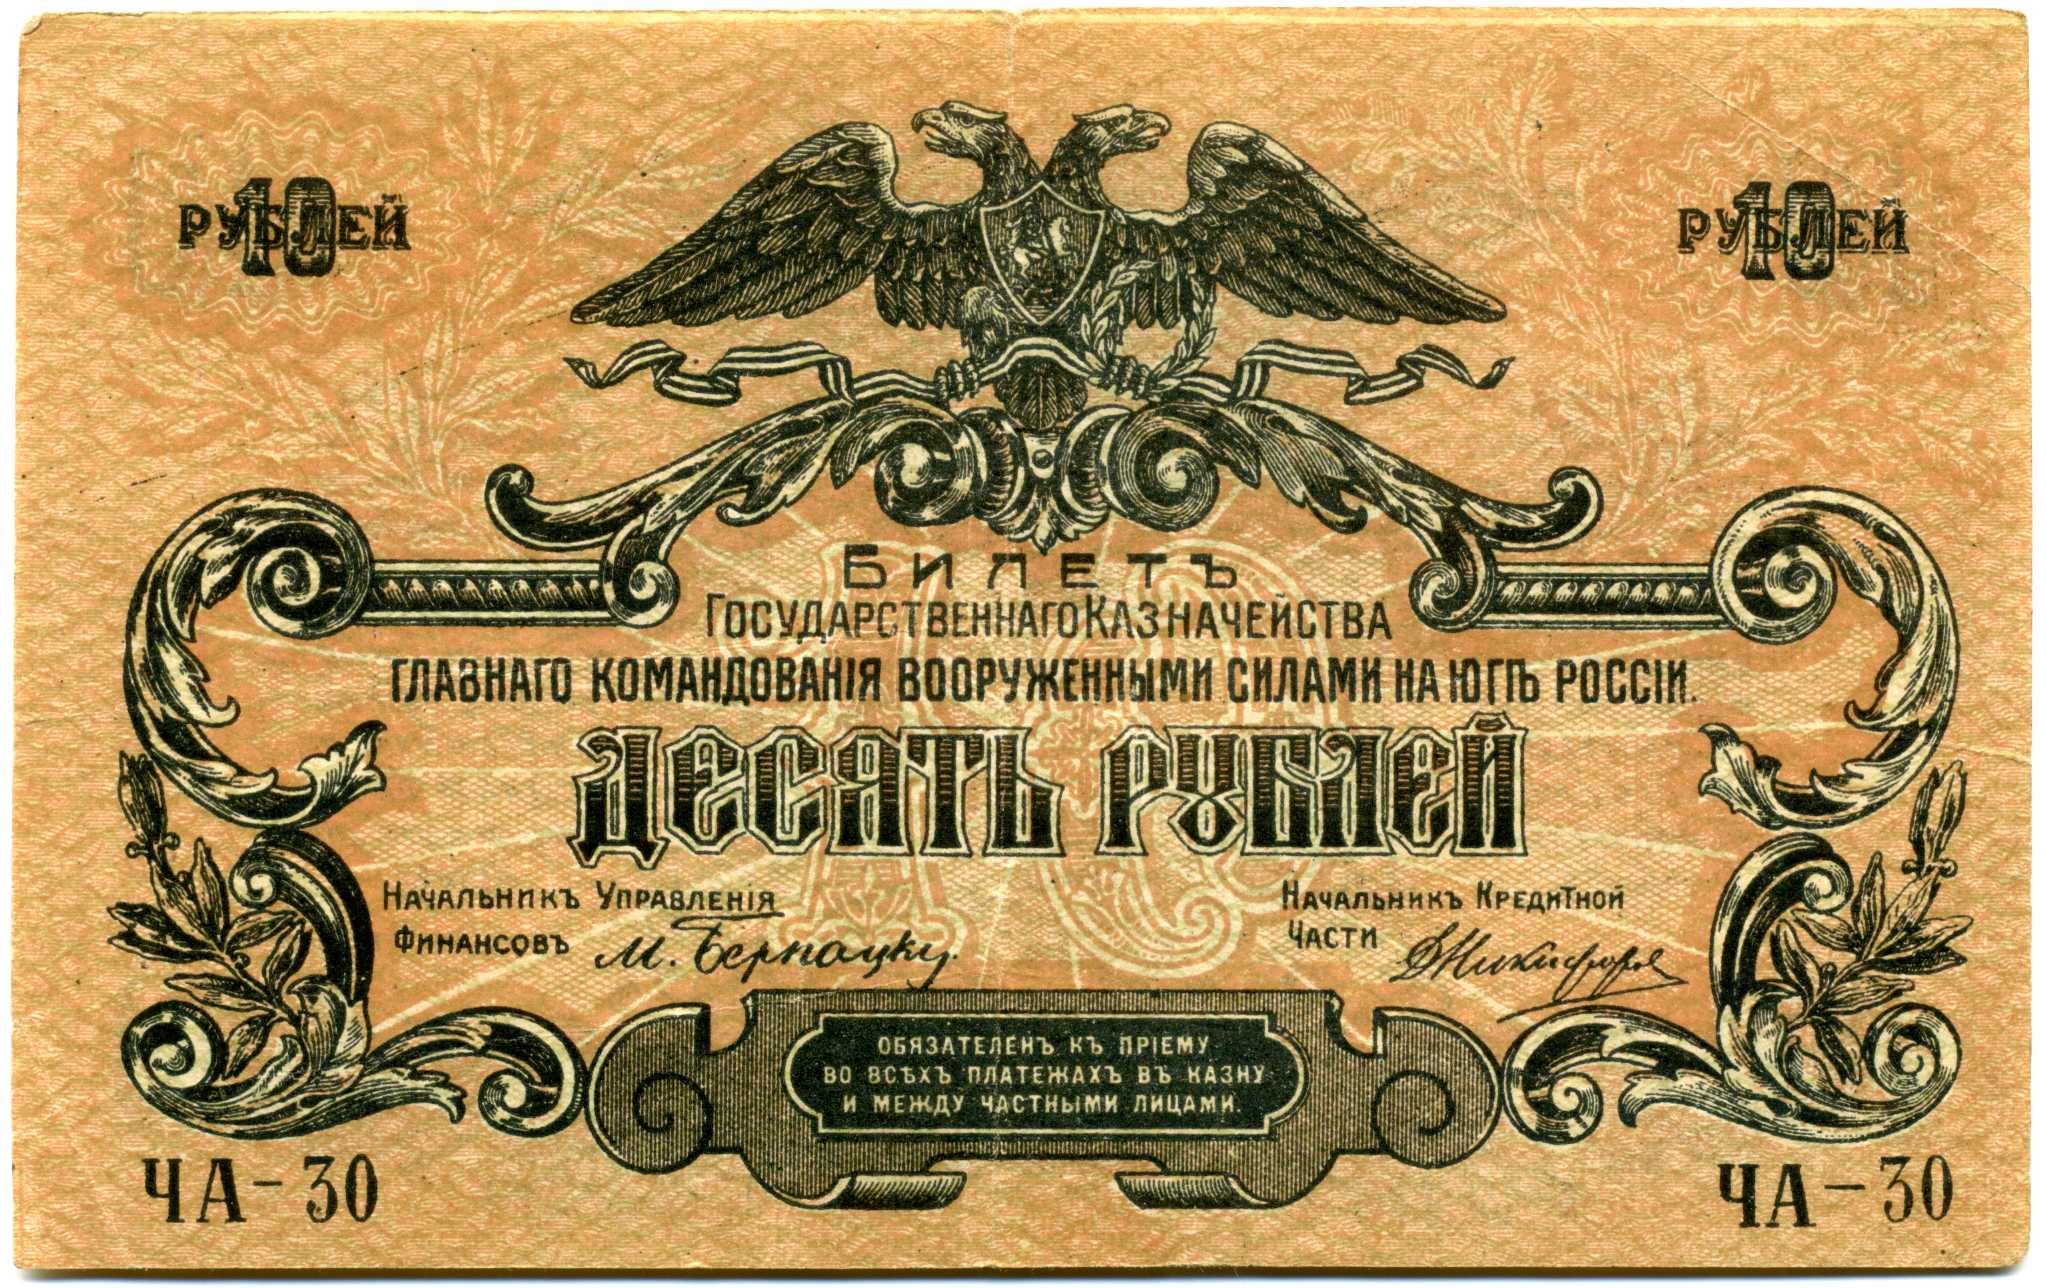 10 РУБЛЕЙ
10 РУБЛЕЙ
БИЛЕТЪ
ГОСУДАРСТВЕННАГО КАЗНАЧЕЙСТВА
ГЛАВНАГО КОМАНДОВАНІЯ ВООРУЖЕННЫМИ СИЛАМИ НА ЮГѢ РОССІИ.
ДЕСЯТЬ РУБЛЕЙ
НАЧАЛЬНИКЪ УПРАВЛЕНІЯ
ФИНАНСОВЪ М. Бернацкій.
НАЧАЛЬНИКЪ КРЕДИТНОЙ
ЧАСТИ
ОБЯЗАТЕЛЕНЪ КЪ ПРІЕМУ
ВО ВСѢХЪ ПЛАТЕЖАХЪ ВЪ КАЗНУ
И МЕЖДУ ЧАСТНЫМИ ЛИЦАМИ.
ЧА-30
ЧА-30